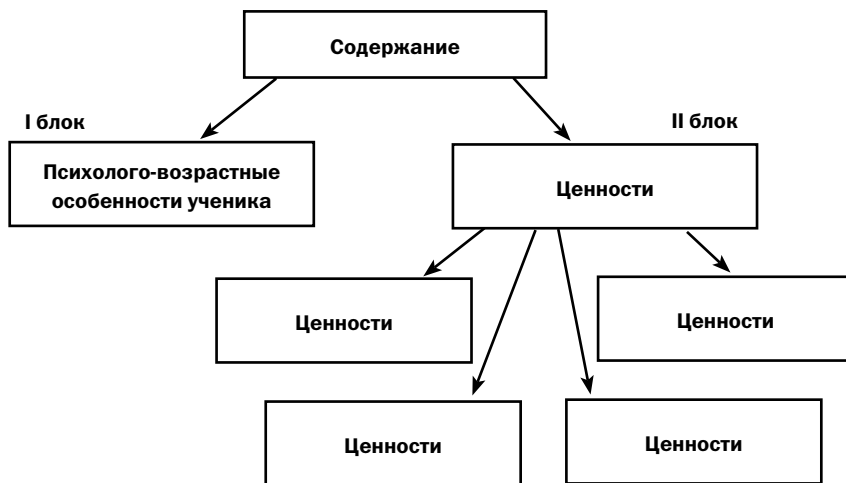 Содержание
I блок
II блок
Психолого-возрастные
особенности ученика
Ценности
Ценности
Ценности
Ценности
Ценности